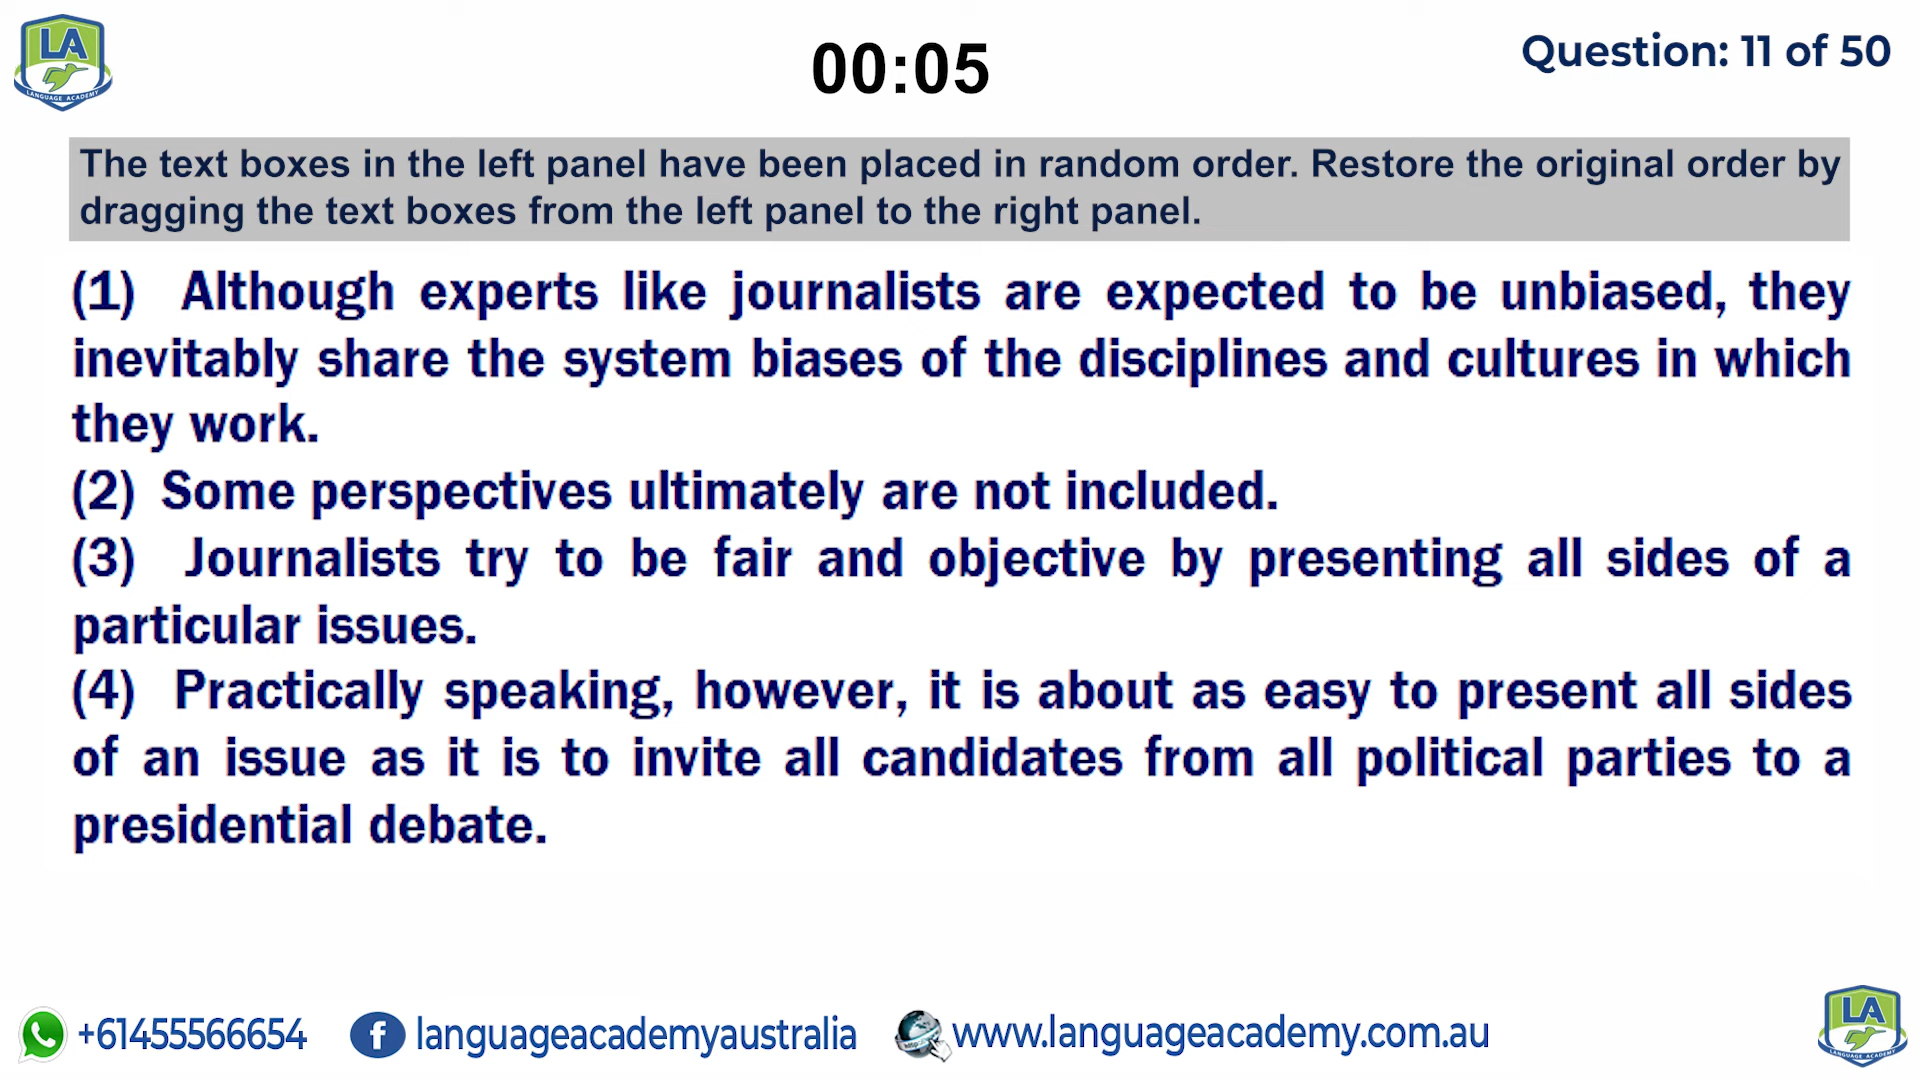 LA
LANGUAGE ACADEMY
00:05
Question: 11 of 50
The text boxes in the left panel have been placed in random order. Restore the original order by
dragging the text boxes from the left panel to the right panel.
(1) Although experts like journalists are expected to be unbiased, they
inevitably share the system biases of the disciplines and cultures in which
they work.
(2) Some perspectives ultimately are not included.
(3) Journalists try to be fair and objective by presenting all sides of a
particular issues.
(4) Practically speaking, however, it is about as easy to present all sides
of an issue as it is to invite all candidates from all political parties to a
presidential debate.
+61455566654
f languageacademyaustralia
www.languageacademy.com.au
LA
LANGUAGE ACADEMY